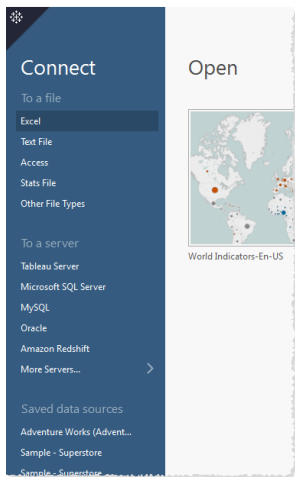 Connect
To a file
Excel
Text File
Access
Stats File
Other File Types
To a server
Tableau Server
Microsoft SQL Server
MySQL
Oracle
Amazon Redshift
More Servers...
Saved data sources
Adventure Works (Advent...
Sample - Superstore
Sample - Superstore
Open
World Indicators-En-US